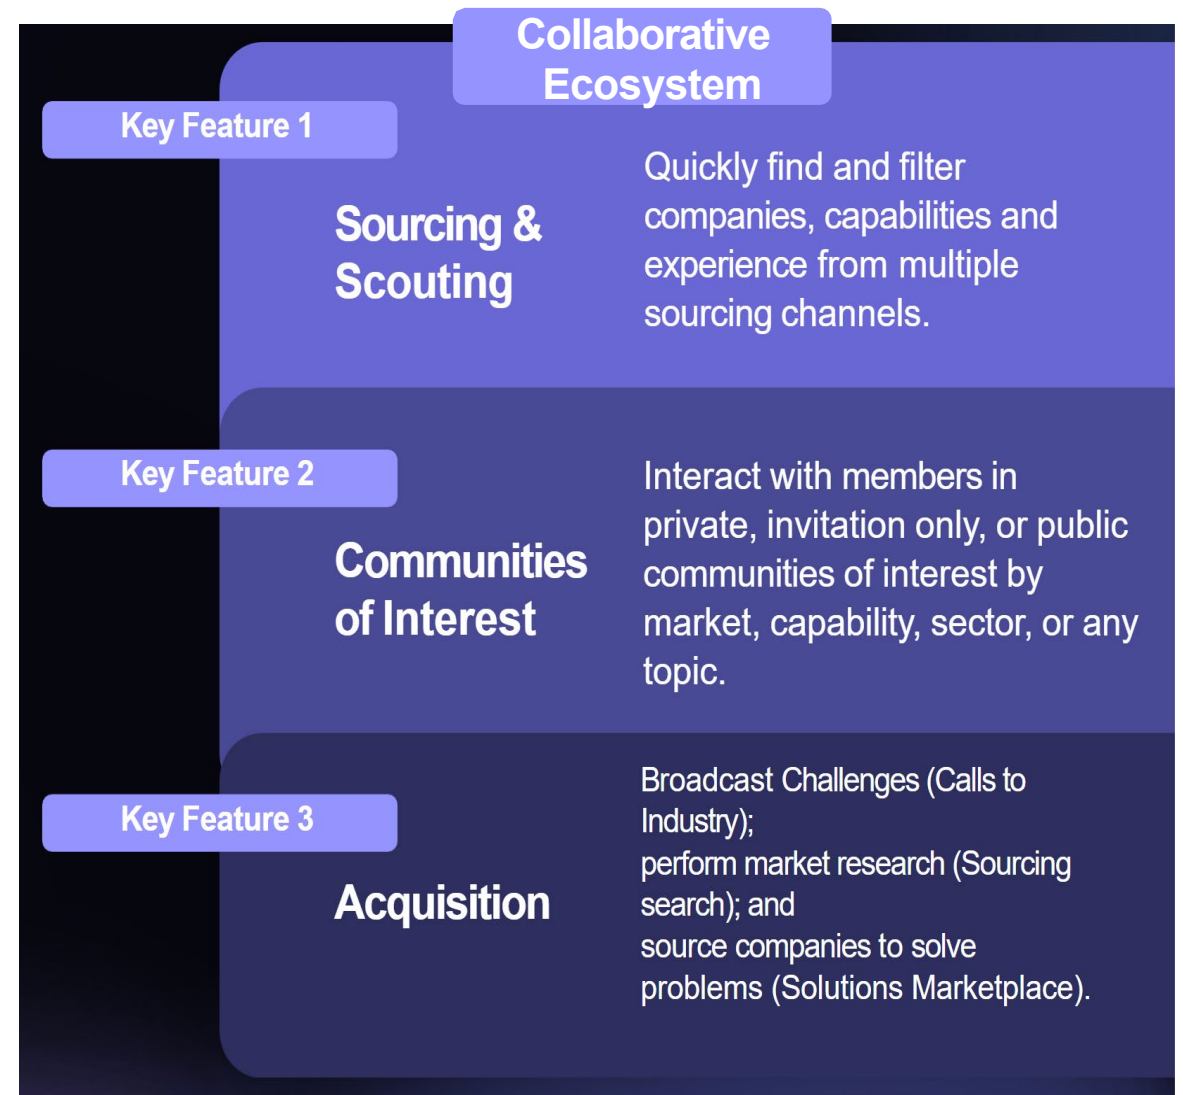 Collaborative
Ecosystem
Key Feature 1
Sourcing &
Scouting
Quickly find and filter
companies, capabilities and
experience from multiple
sourcing channels.
Key Feature 2
Communities
of Interest
Interact with members in
private, invitation only, or public
communities of interest by
market, capability, sector, or any
topic.
Key Feature 3
Acquisition
Broadcast Challenges (Calls to
Industry);
perform market research (Sourcing
search); and
source companies to solve
problems (Solutions Marketplace).